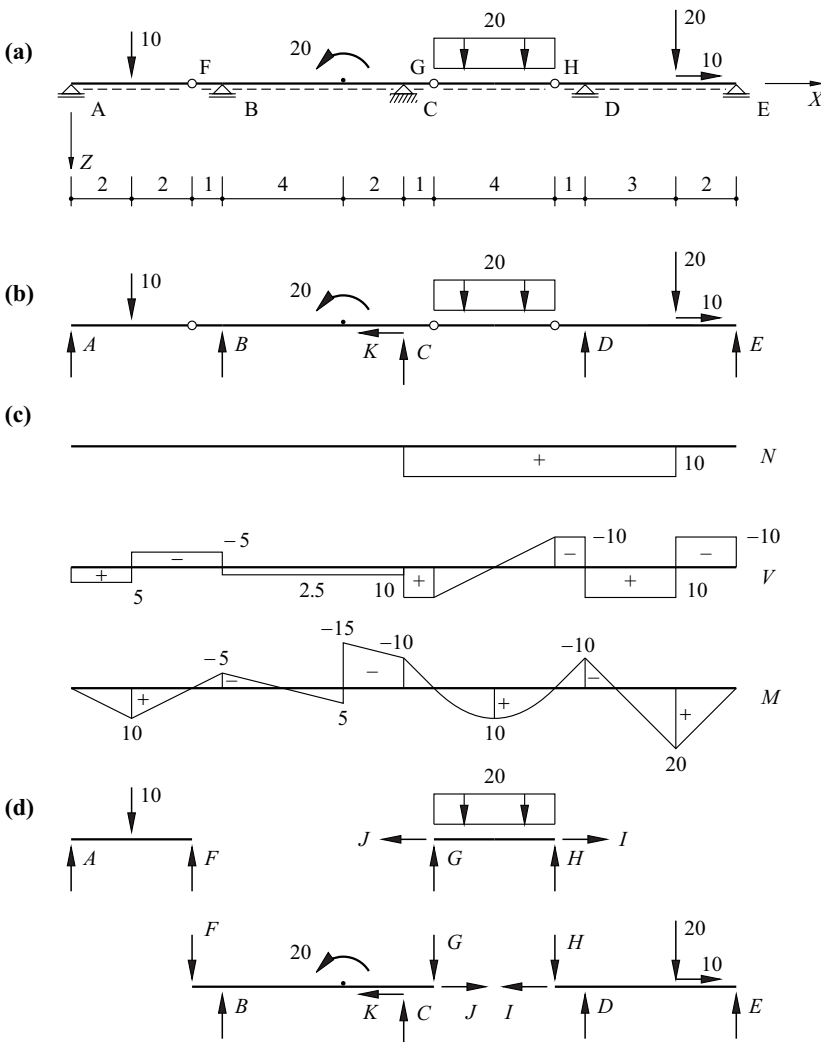 (a)
10 20 20 20
F G H 10
A B C D E X
Z
2 2 1 4 2 1 4 1 3 2
(b)
10 20 20 20
10
A B K C D E
(c)
+ 10 N
+ 5 − −5 2.5 10 + − −10 + 10 − −10 V
10 + −5 − 5 −15 − −10 10 + −10 − 20 + M
(d)
10 20
A F J G H I
F 20 G H 20
10
B K C J I D E